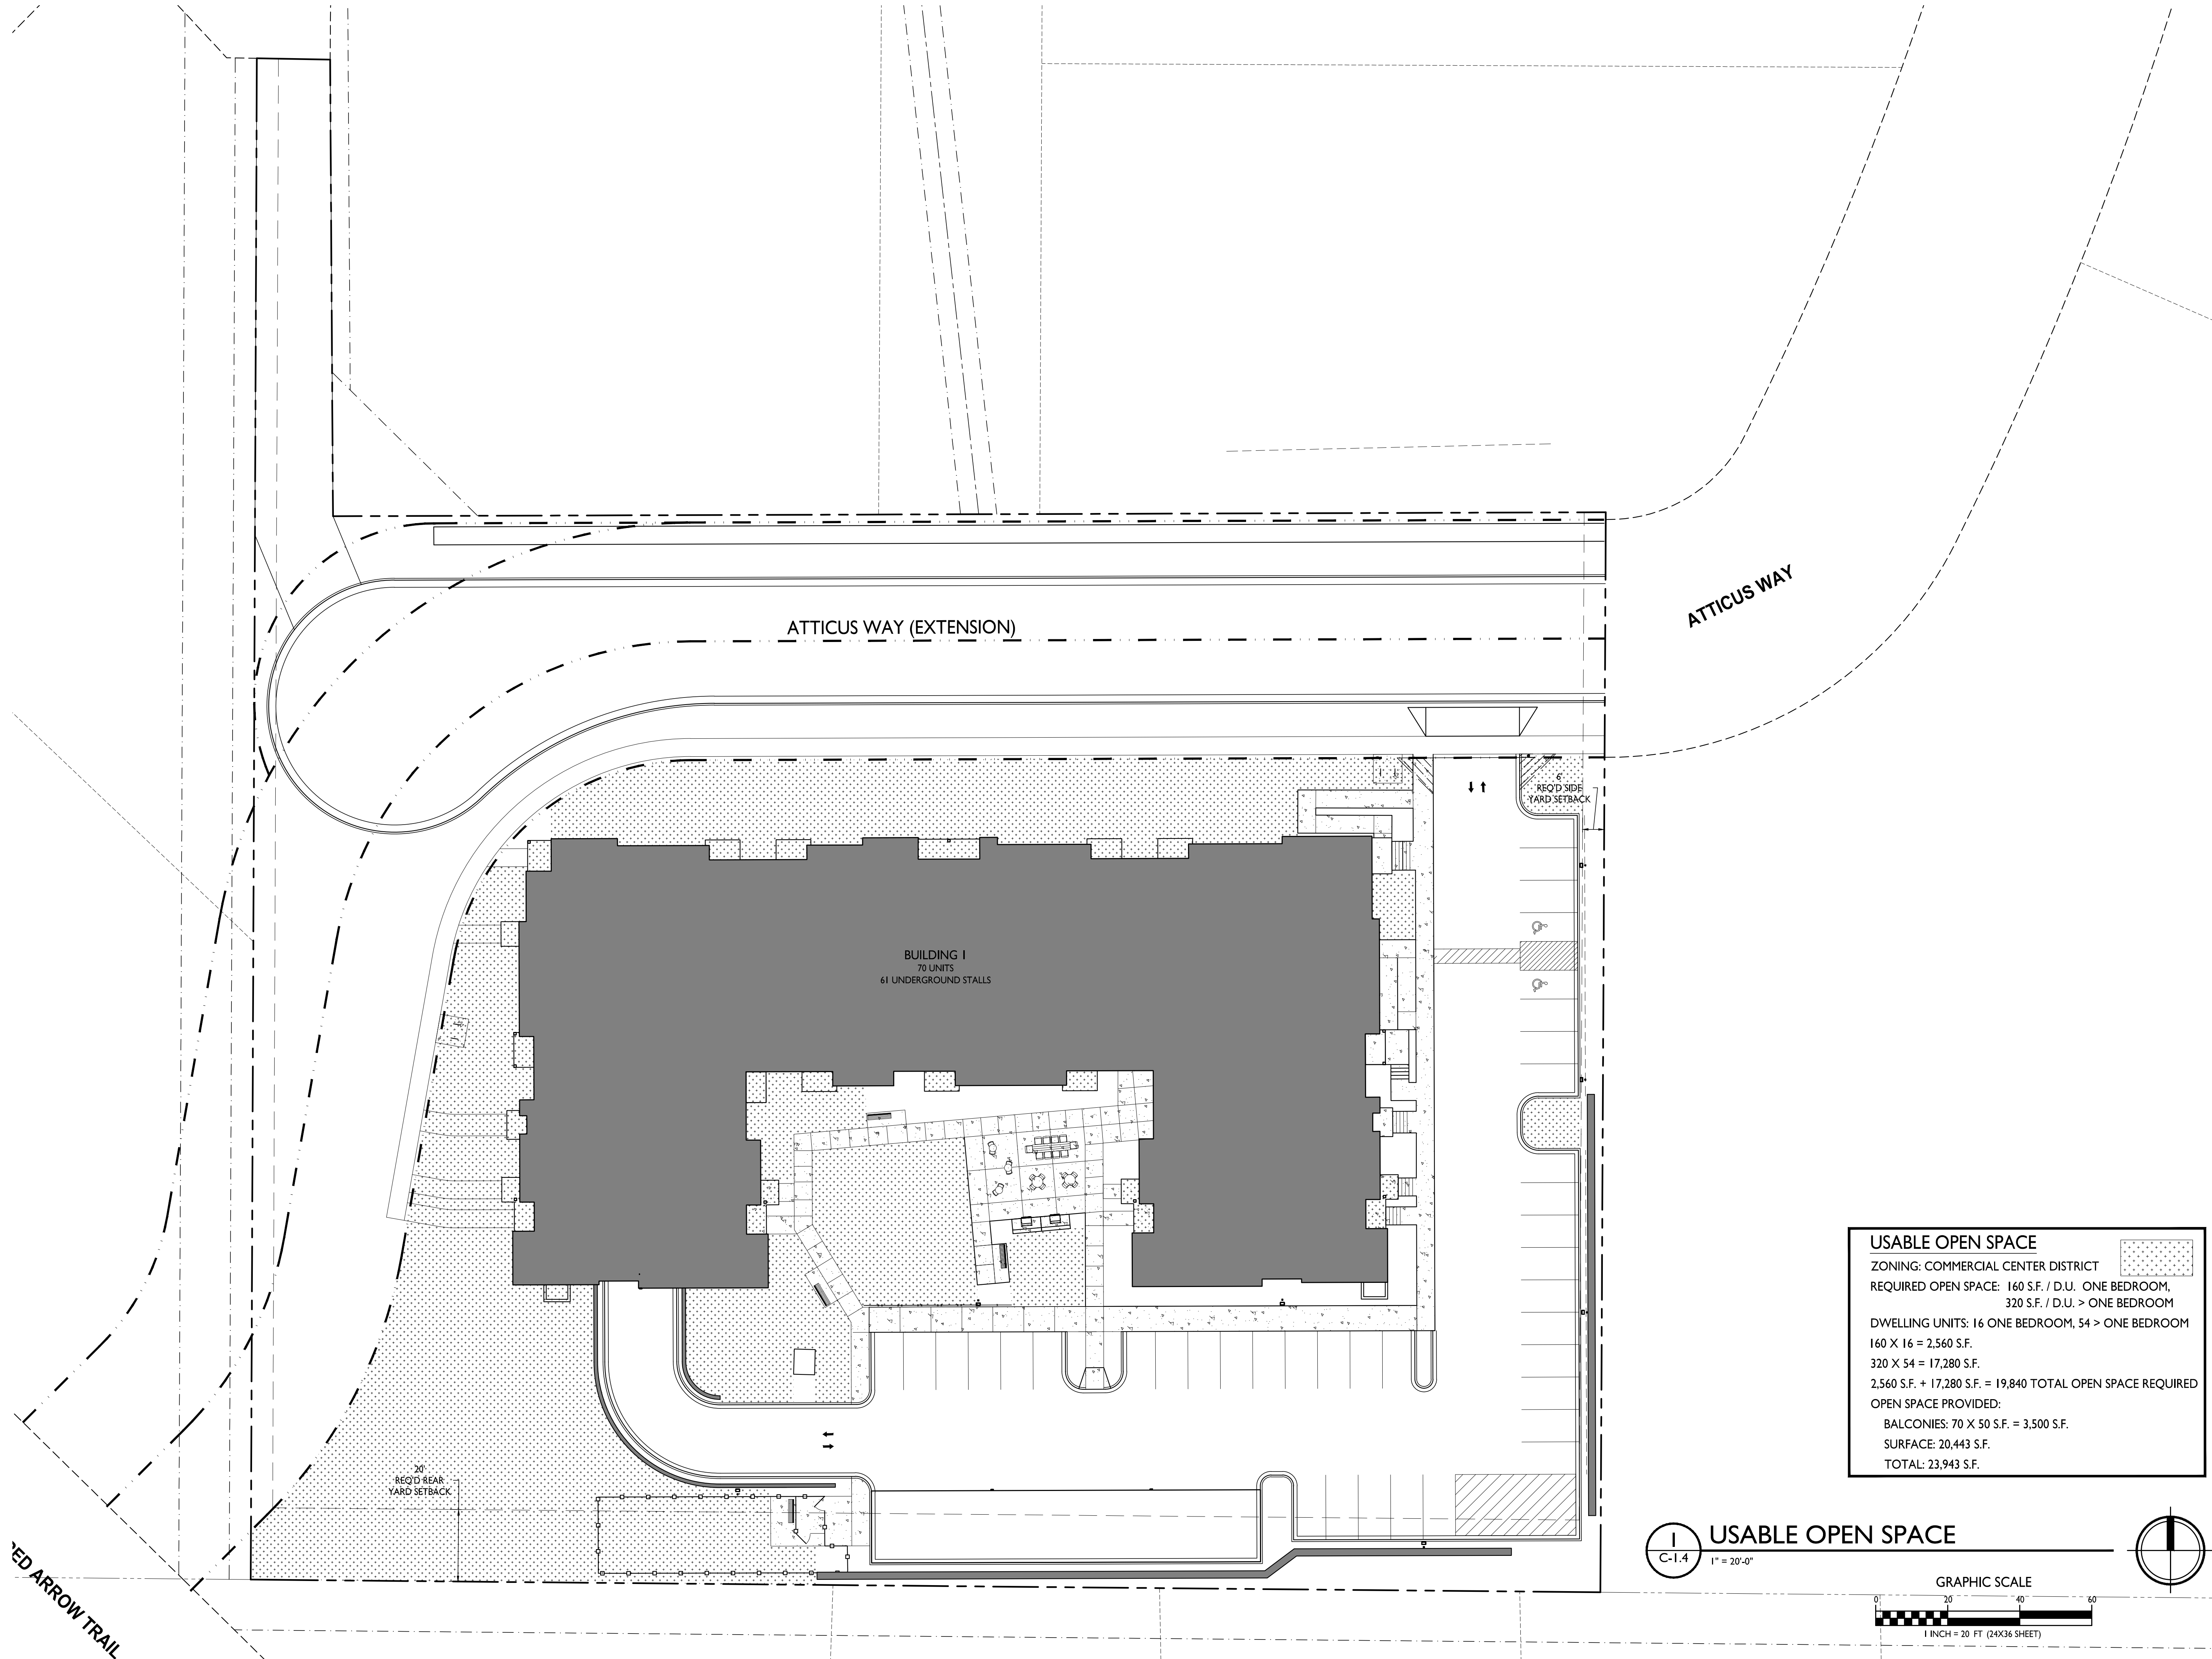 ATTICUS WAY (EXTENSION)
ATTICUS WAY
6'
REQ'D SIDE
YARD SETBACK
BUILDING 1
70 UNITS
61 UNDERGROUND STALLS
20'
REQ'D REAR
YARD SETBACK
RED ARROW TRAIL
USABLE OPEN SPACE
ZONING: COMMERCIAL CENTER DISTRICT
REQUIRED OPEN SPACE: 160 S.F. / D.U. ONE BEDROOM,
320 S.F. / D.U. > ONE BEDROOM
DWELLING UNITS: 16 ONE BEDROOM, 54 > ONE BEDROOM
160 X 16 = 2,560 S.F.
320 X 54 = 17,280 S.F.
2,560 S.F. + 17,280 S.F. = 19,840 TOTAL OPEN SPACE REQUIRED
OPEN SPACE PROVIDED:
BALCONIES: 70 X 50 S.F. = 3,500 S.F.
SURFACE: 20,443 S.F.
TOTAL: 23,943 S.F.
1
C-1.4
USABLE OPEN SPACE
1" = 20'-0"
GRAPHIC SCALE
0 20 40 60
1 INCH = 20 FT (24X36 SHEET)